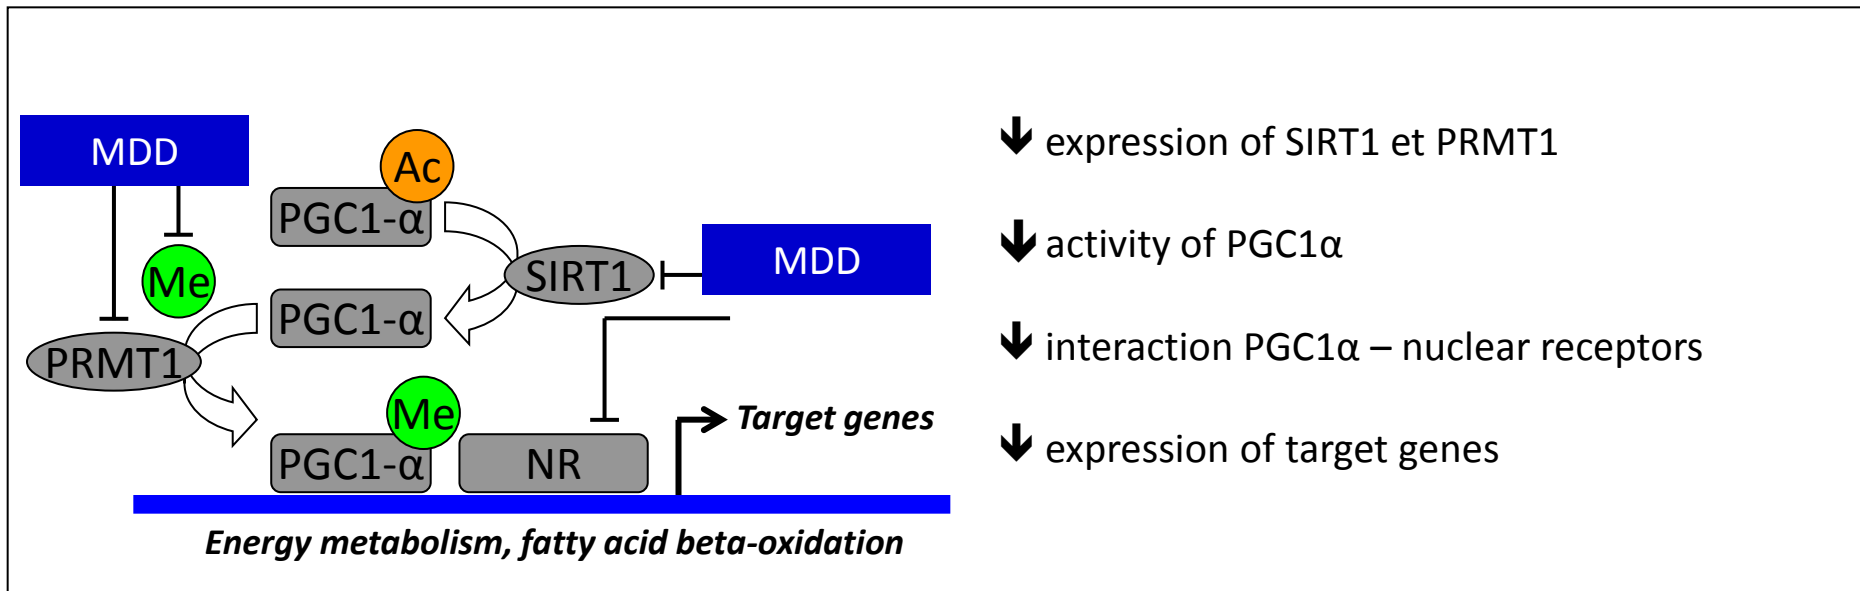 MDD
Ac
PGC1-α
Me
SIRT1
MDD
PGC1-α
PRMT1
Me
Target genes
PGC1-α
NR
Energy metabolism, fatty acid beta-oxidation
🡫 expression of SIRT1 et PRMT1
🡫 activity of PGC1α
🡫 interaction PGC1α – nuclear receptors
🡫 expression of target genes